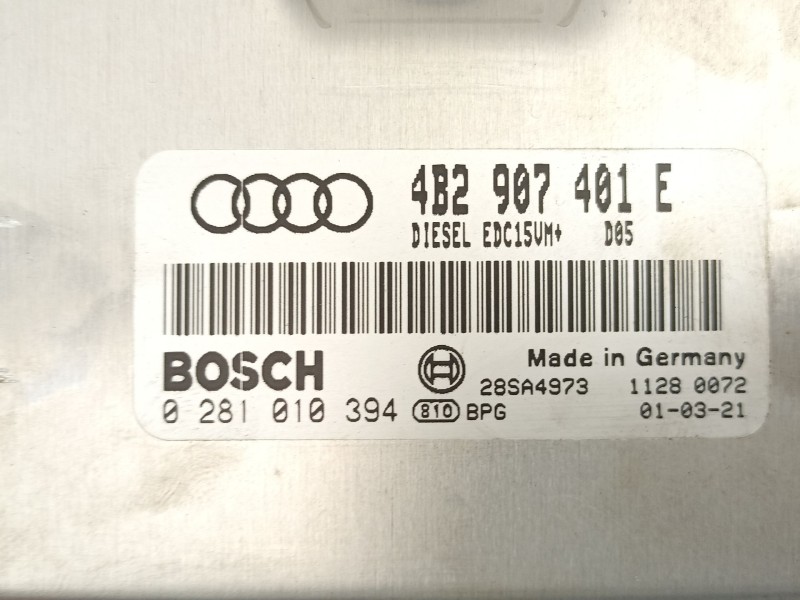 4B2 907 401 E
DIESEL EDC15VM+ D05
BOSCH
Made in Germany
28SA4973 1128 0072
0 281 010 394 810 BPG 01-03-21